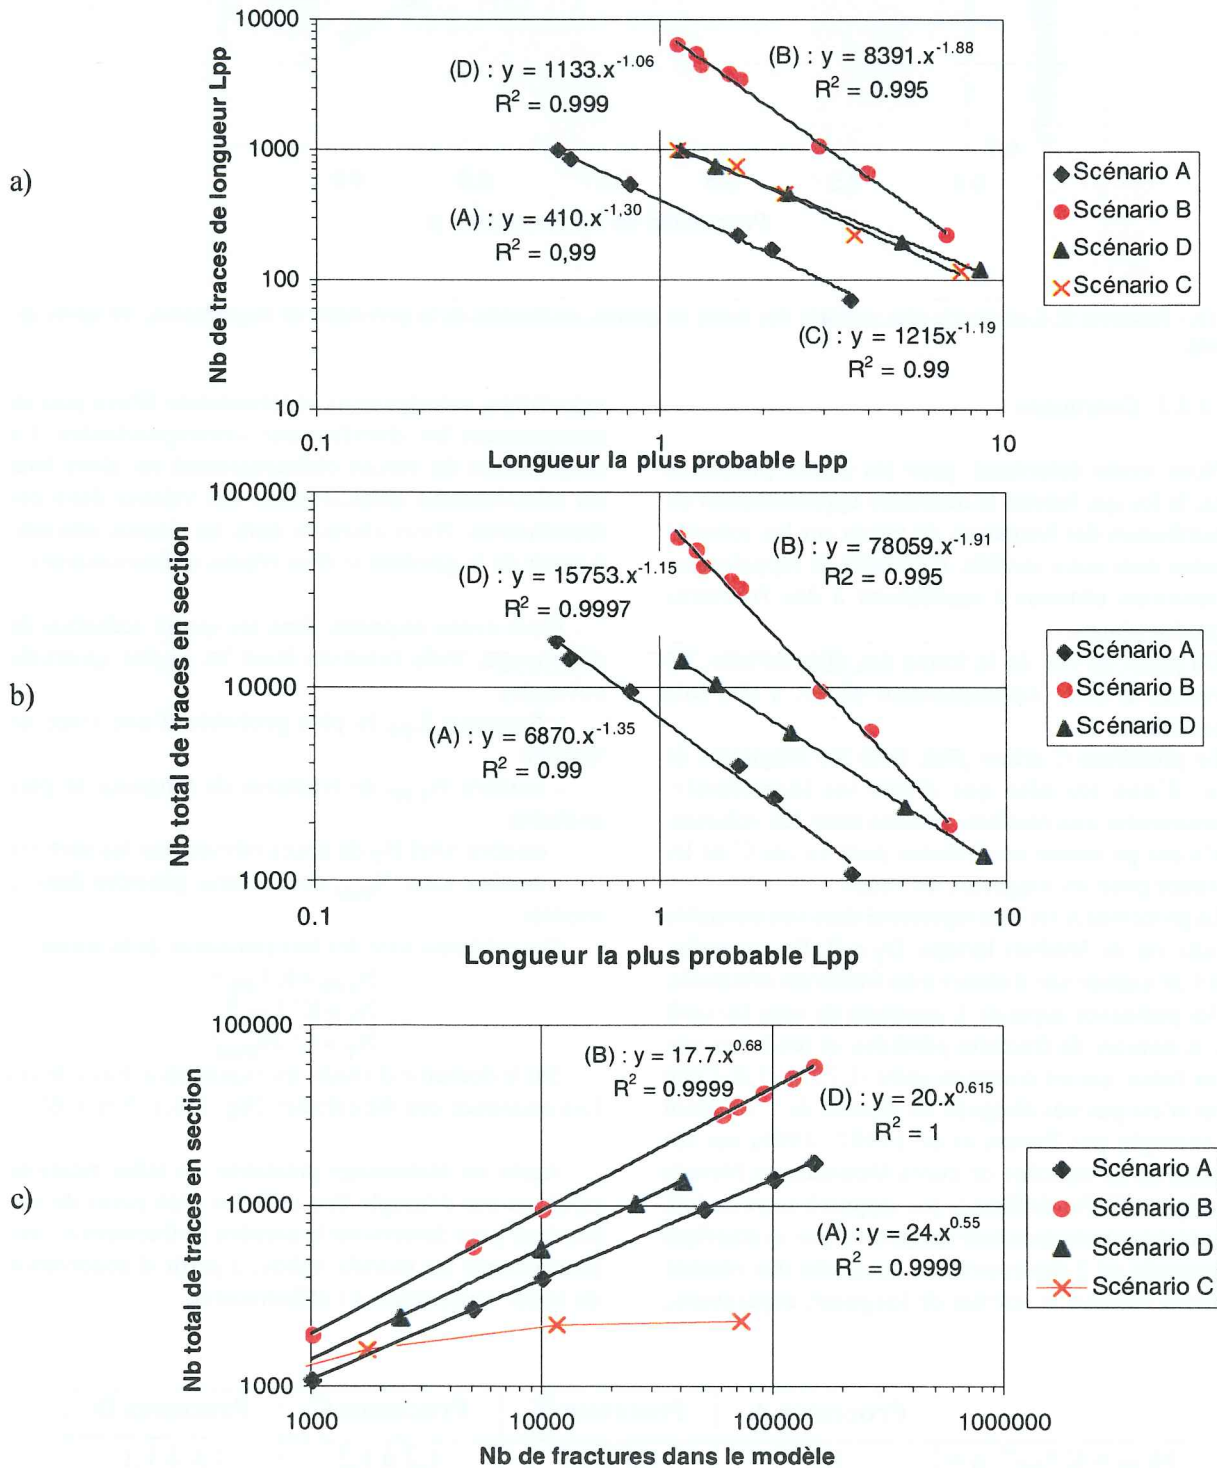 a)
Nb de traces de longueur Lpp
10000
1000
100
10
0.1
1
10
Longueur la plus probable Lpp
(D) : y = 1133.x^-1.06
R² = 0.999
(B) : y = 8391.x^-1.88
R² = 0.995
(A) : y = 410.x^-1,30
R² = 0,99
(C) : y = 1215x^-1.19
R² = 0.99
Scénario A
Scénario B
Scénario D
Scénario C
b)
Nb total de traces en section
100000
10000
1000
0.1
1
10
Longueur la plus probable Lpp
(D) : y = 15753.x^-1.15
R² = 0.9997
(B) : y = 78059.x^-1.91
R2 = 0.995
(A) : y = 6870.x^-1.35
R² = 0.99
Scénario A
Scénario B
Scénario D
c)
Nb total de traces en section
100000
10000
1000
1000
10000
100000
1000000
Nb de fractures dans le modèle
(B) : y = 17.7.x^0.68
R² = 0.9999
(D) : y = 20.x^0.615
R² = 1
(A) : y = 24.x^0.55
R² = 0.9999
Scénario A
Scénario B
Scénario D
Scénario C